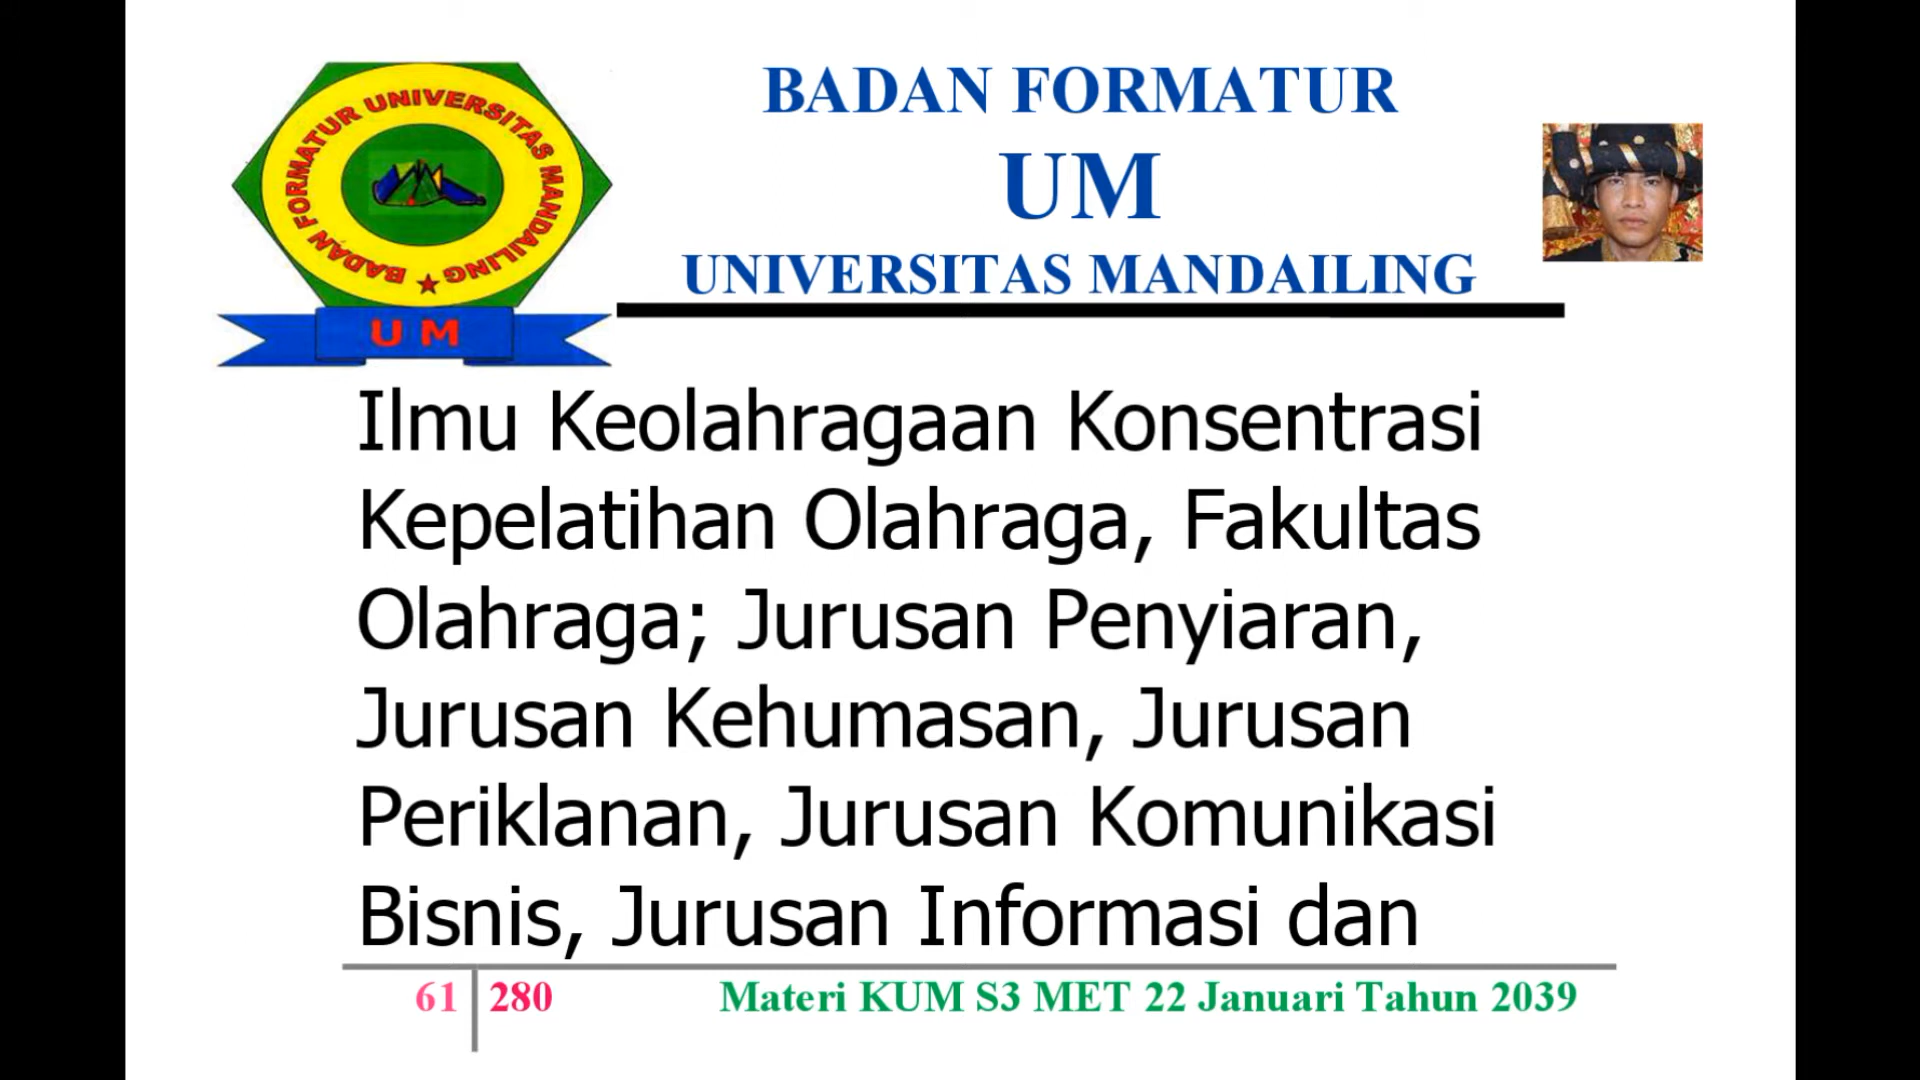 BADAN FORMATUR UNIVERSITAS MANDAILING
U M
BADAN FORMATUR
UM
UNIVERSITAS MANDAILING
Ilmu Keolahragaan Konsentrasi
Kepelatihan Olahraga, Fakultas
Olahraga; Jurusan Penyiaran,
Jurusan Kehumasan, Jurusan
Periklanan, Jurusan Komunikasi
Bisnis, Jurusan Informasi dan
61 280 Materi KUM S3 MET 22 Januari Tahun 2039